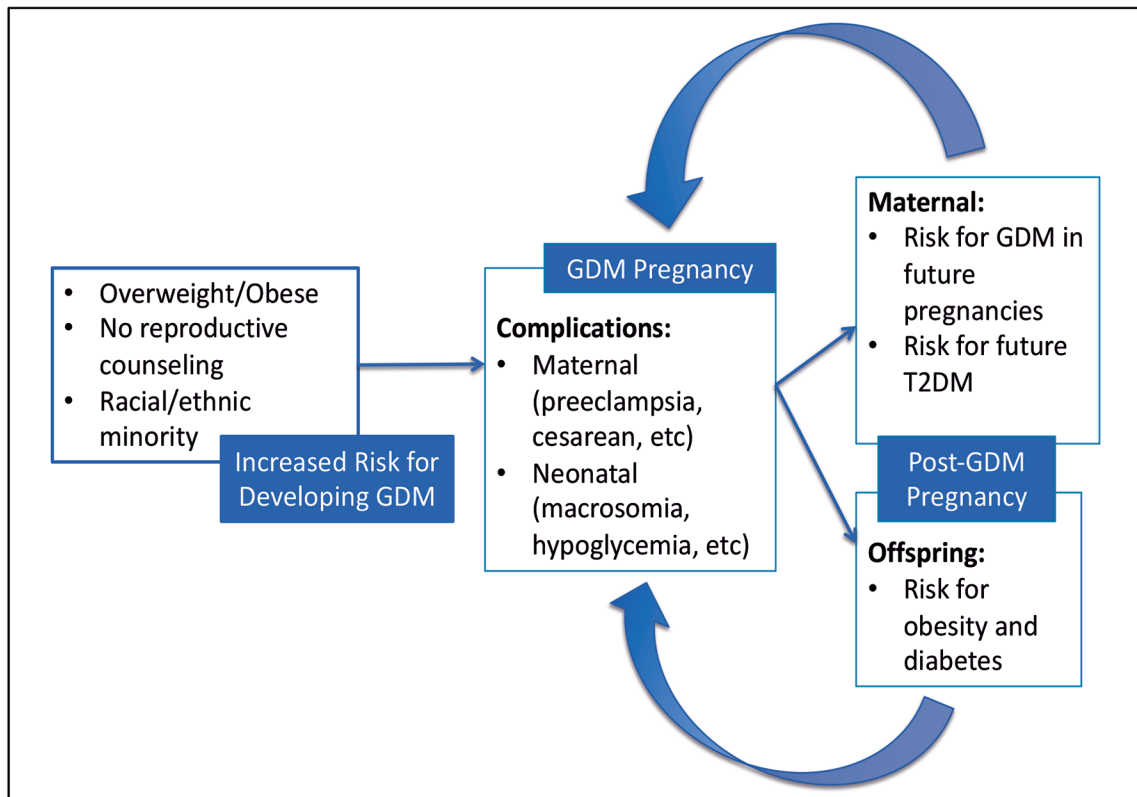 • Overweight/Obese
• No reproductive
counseling
• Racial/ethnic
minority
Increased Risk for
Developing GDM
GDM Pregnancy
Complications:
• Maternal
(preeclampsia,
cesarean, etc)
• Neonatal
(macrosomia,
hypoglycemia, etc)
Maternal:
• Risk for GDM in
future
pregnancies
• Risk for future
T2DM
Post-GDM
Pregnancy
Offspring:
• Risk for
obesity and
diabetes